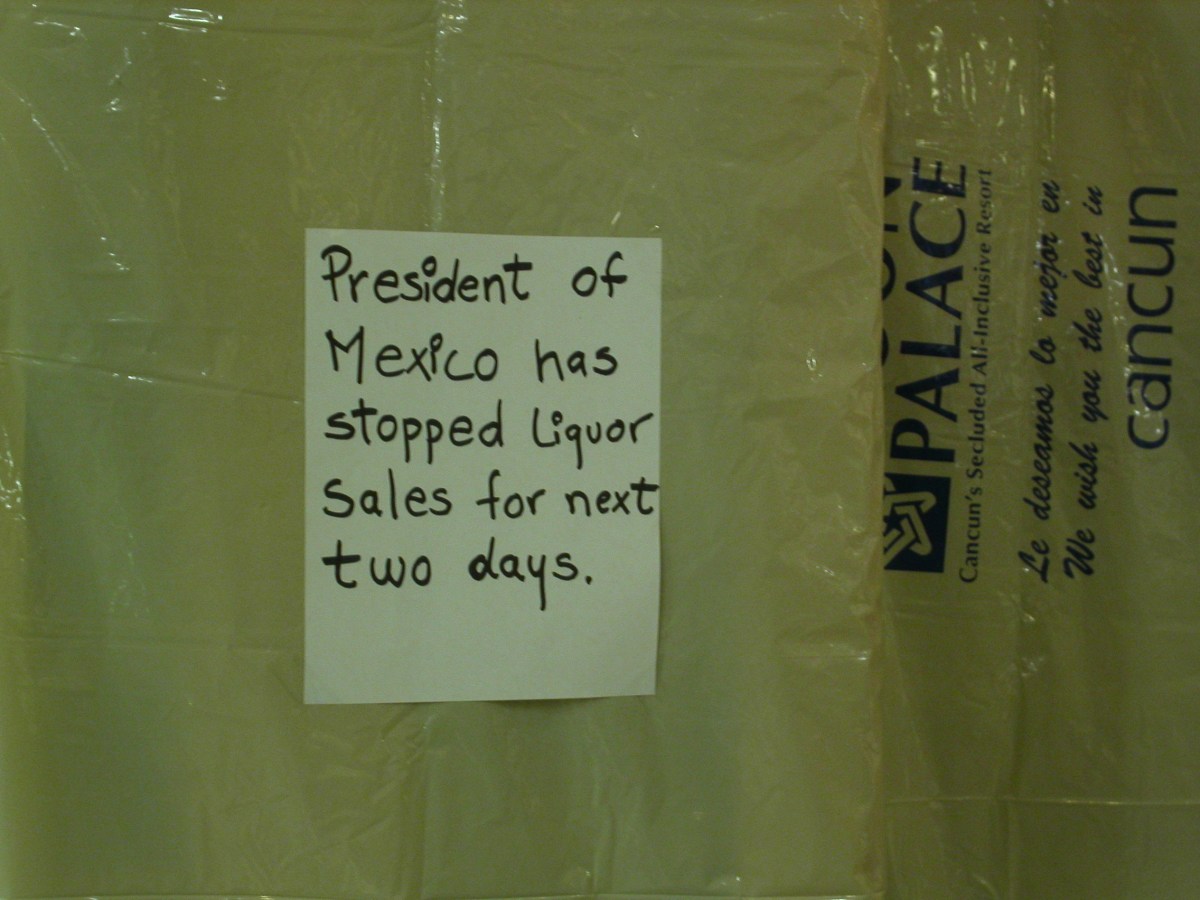 President of
Mexico has
stopped Liquor
Sales for next
two days.
PALACE
Cancun's Secluded All-Inclusive Resort
Le deseamos lo mejor en
We wish you the best in
cancun